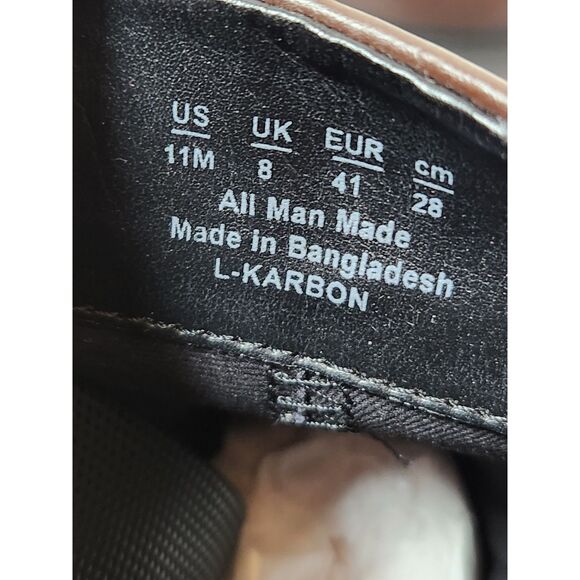 US UK EUR cm
11M 8 41 28
All Man Made
Made in Bangladesh
L-KARBON